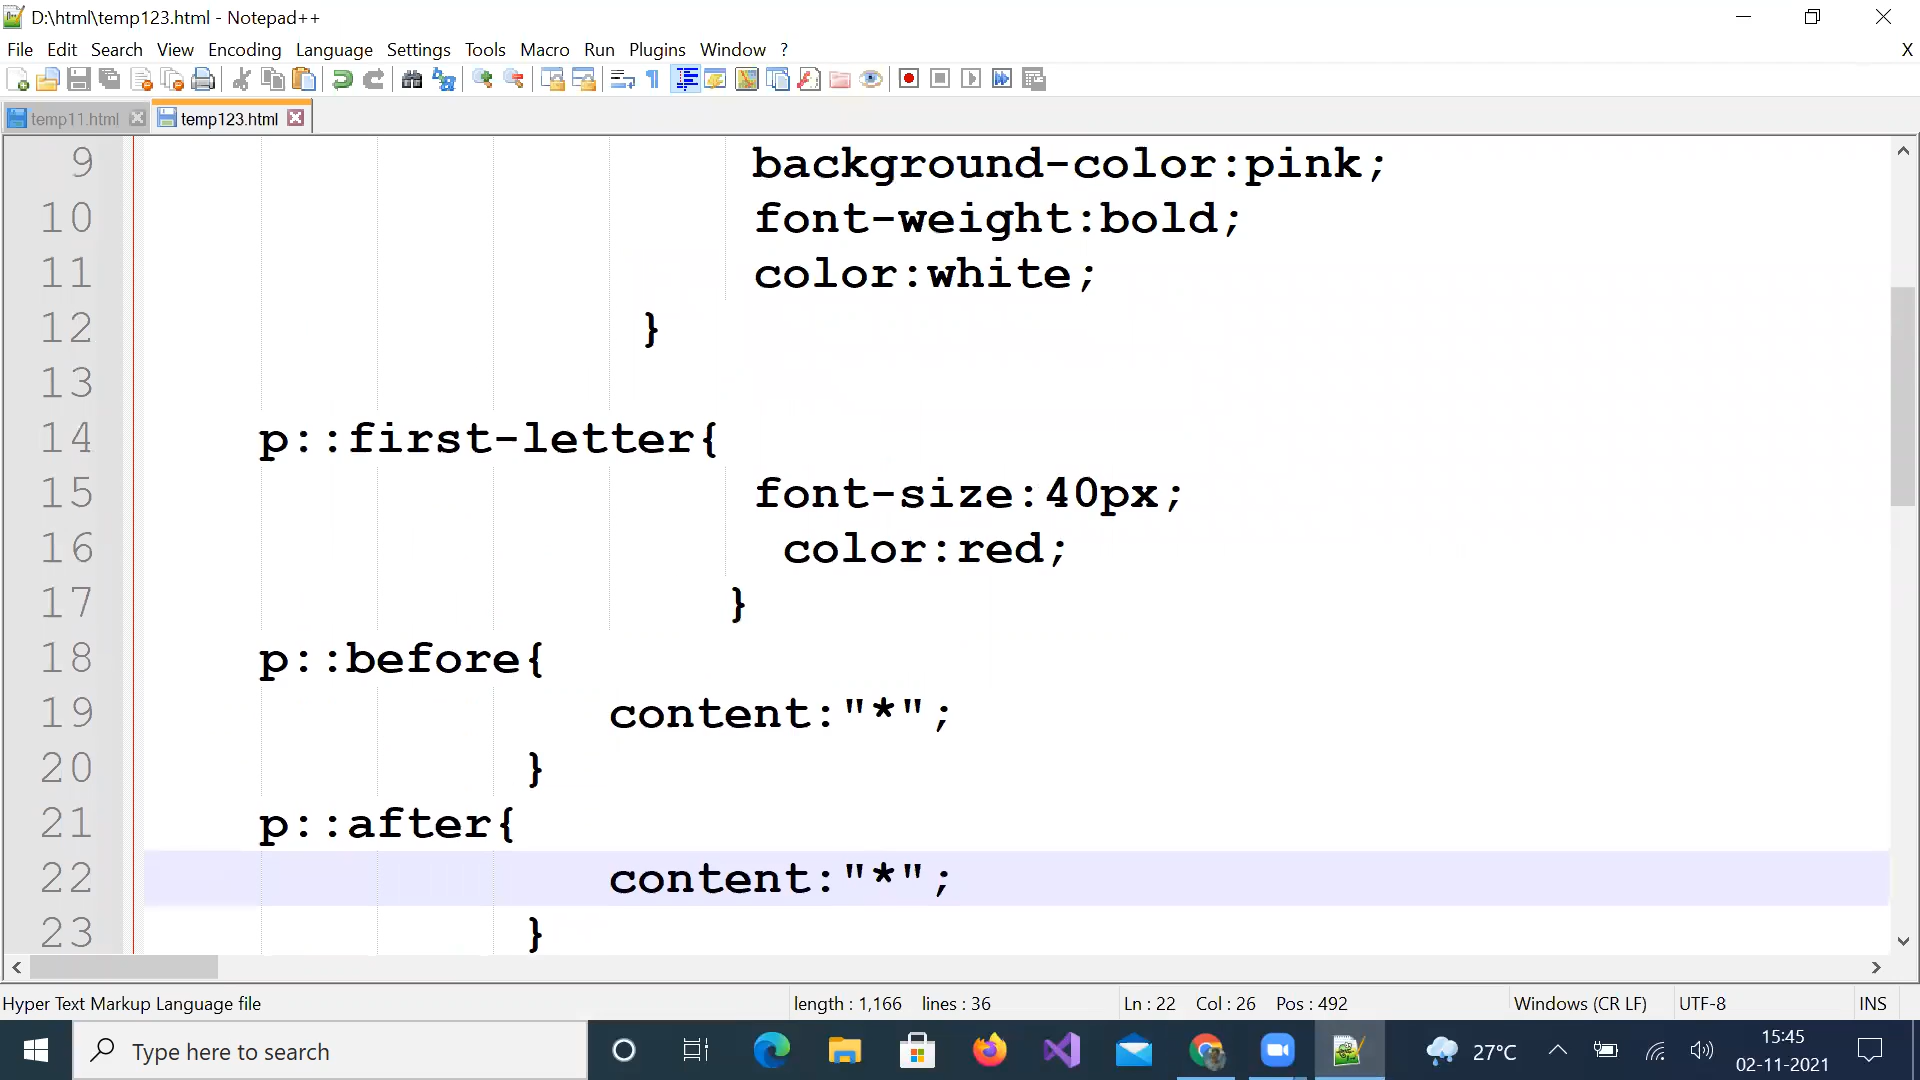 D:\html\temp123.html - Notepad++
File Edit Search View Encoding Language Settings Tools Macro Run Plugins Window ? X
temp11.html temp123.html
9 background-color:pink;
10 font-weight:bold;
11 color:white;
12 }
13
14 p::first-letter{
15 font-size:40px;
16 color:red;
17 }
18 p::before{
19 content:"*";
20 }
21 p::after{
22 content:"*";
23 }
Hyper Text Markup Language file length : 1,166 lines : 36 Ln : 22 Col : 26 Pos : 492 Windows (CR LF) UTF-8 INS
Type here to search 27°C 15:45
02-11-2021